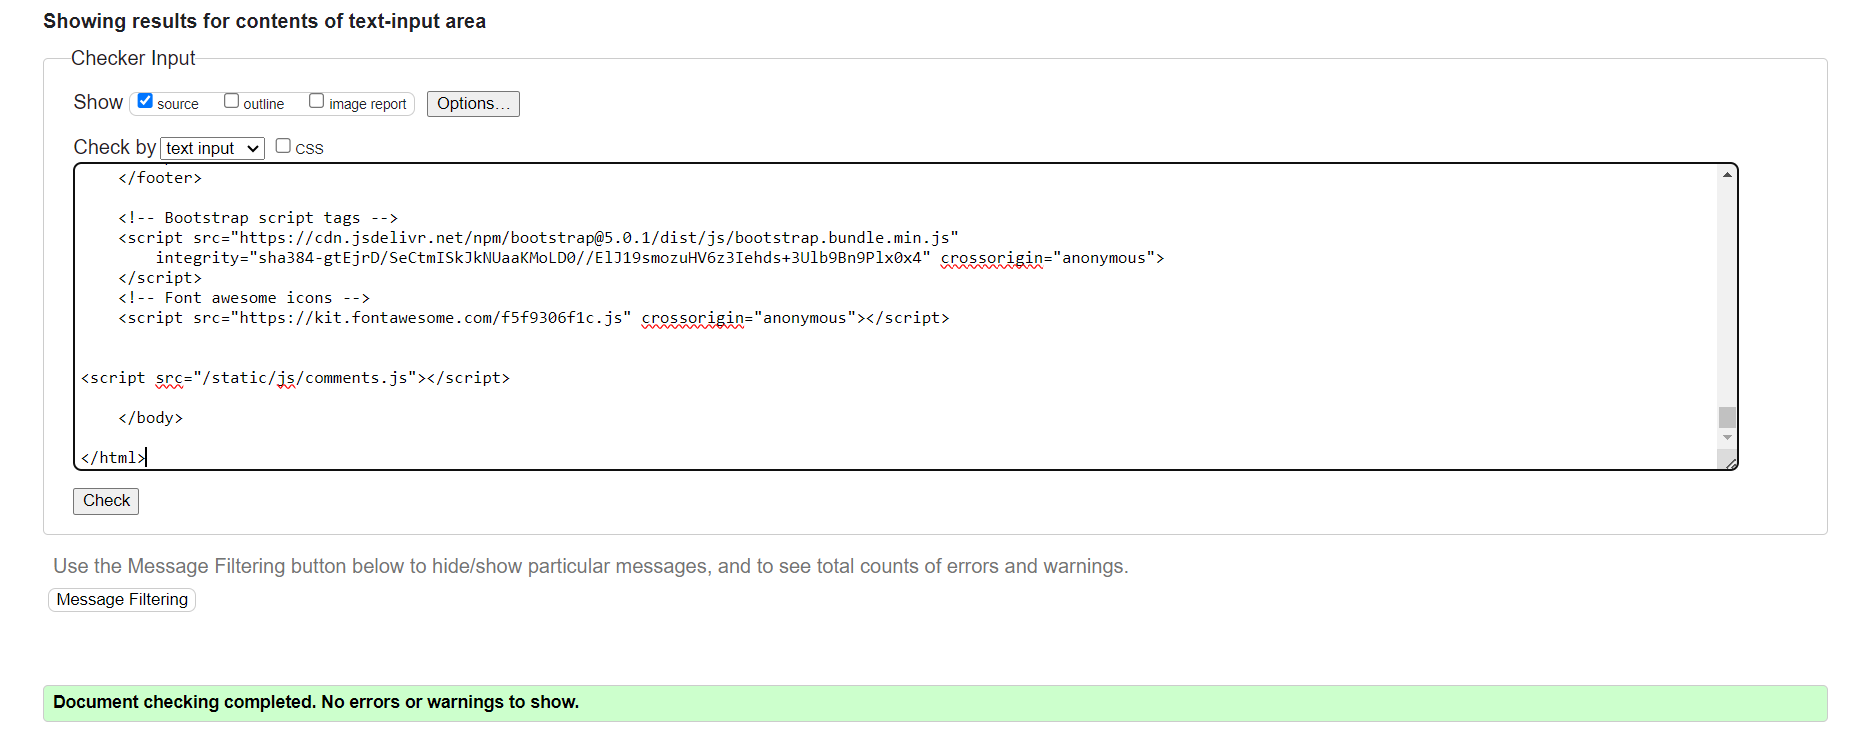 Showing results for contents of text-input area
Checker Input
Show source outline image report Options...
Check by text input CSS
</footer>
<!-- Bootstrap script tags -->
<script src="https://cdn.jsdelivr.net/npm/bootstrap@5.0.1/dist/js/bootstrap.bundle.min.js"
integrity="sha384-gtEjrD/SeCtmISkJkNUaaKMoLD0//ElJ19smozuHV6z3Iehds+3Ulb9Bn9Plx0x4" crossorigin="anonymous">
</script>
<!-- Font awesome icons -->
<script src="https://kit.fontawesome.com/f5f9306f1c.js" crossorigin="anonymous"></script>
<script src="/static/js/comments.js"></script>
</body>
</html>
Check
Use the Message Filtering button below to hide/show particular messages, and to see total counts of errors and warnings.
Message Filtering
Document checking completed. No errors or warnings to show.